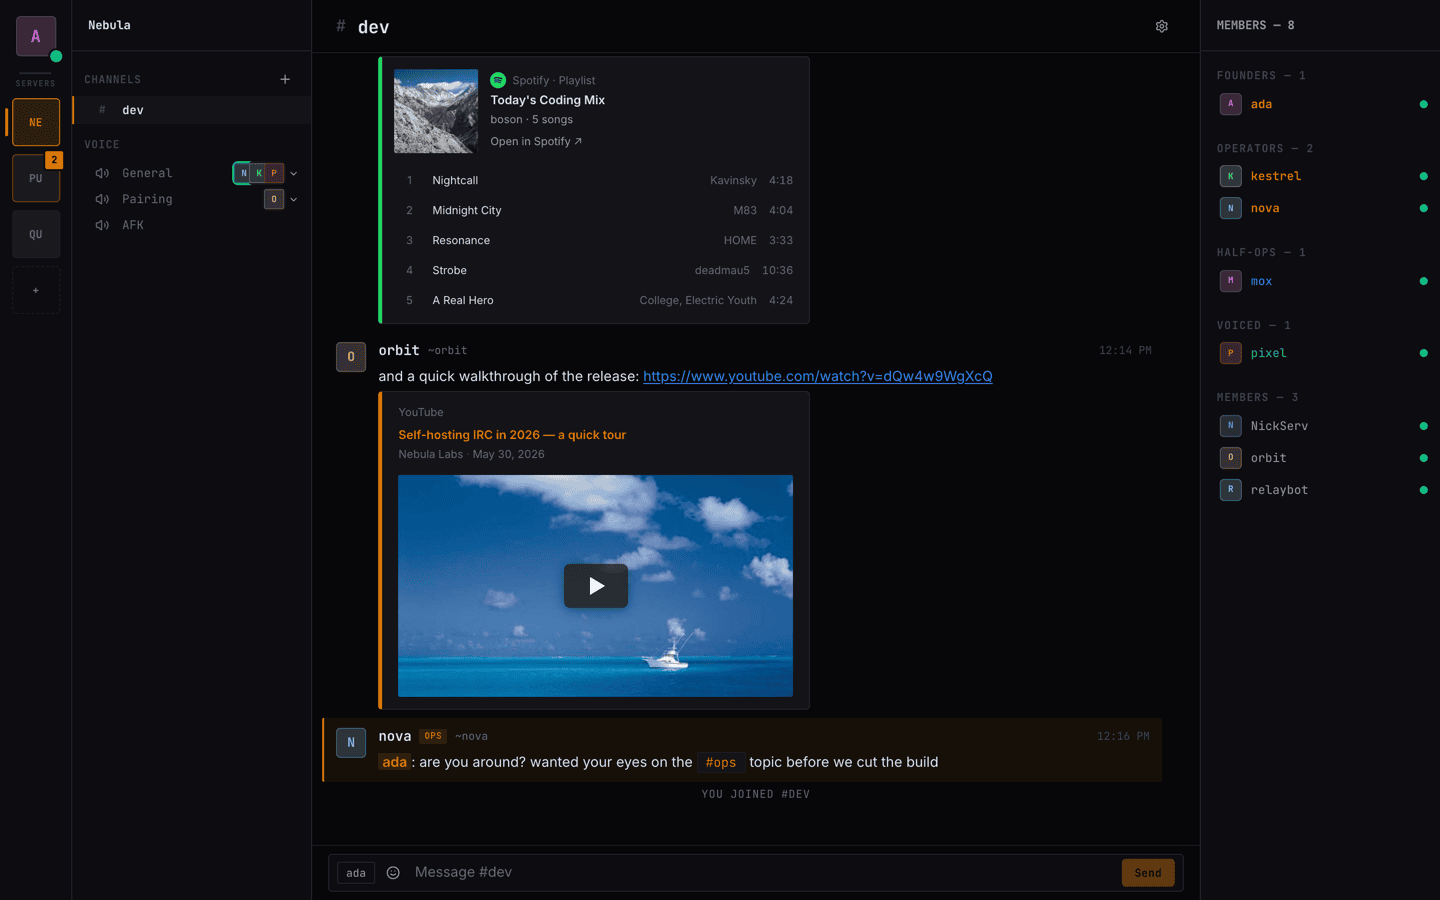 A
SERVERS
NE
2
PU
QU
+
Nebula
CHANNELS +
# dev
VOICE
General N K P
Pairing O
AFK
# dev
Spotify · Playlist
Today's Coding Mix
boson · 5 songs
Open in Spotify ↗
1 Nightcall Kavinsky 4:18
2 Midnight City M83 4:04
3 Resonance HOME 3:33
4 Strobe deadmau5 10:36
5 A Real Hero College, Electric Youth 4:24
O orbit ~orbit 12:14 PM
and a quick walkthrough of the release: https://www.youtube.com/watch?v=dQw4w9WgXcQ
YouTube
Self-hosting IRC in 2026 — a quick tour
Nebula Labs · May 30, 2026
N nova OPS ~nova 12:16 PM
ada: are you around? wanted your eyes on the #ops topic before we cut the build
YOU JOINED #DEV
ada Message #dev Send
MEMBERS — 8
FOUNDERS — 1
A ada
OPERATORS — 2
K kestrel
N nova
HALF-OPS — 1
M mox
VOICED — 1
P pixel
MEMBERS — 3
N NickServ
O orbit
R relaybot